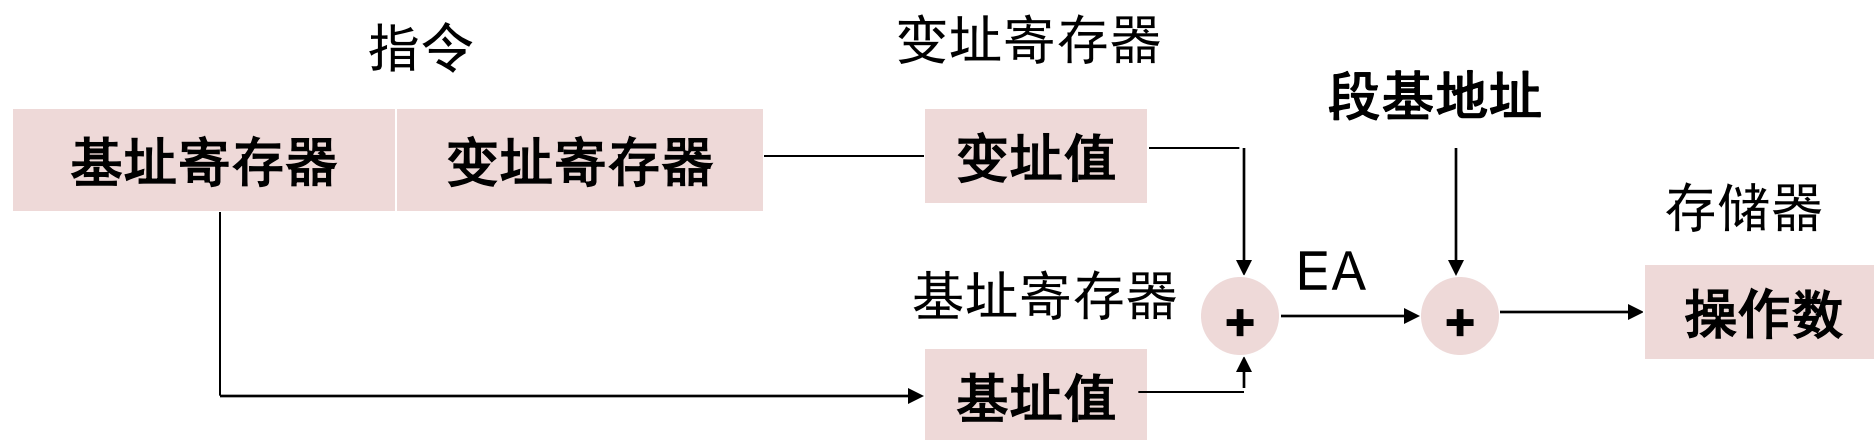 指令
变址寄存器
段基地址
基址寄存器
变址寄存器
变址值
存储器
EA
基址寄存器
+
+
操作数
基址值